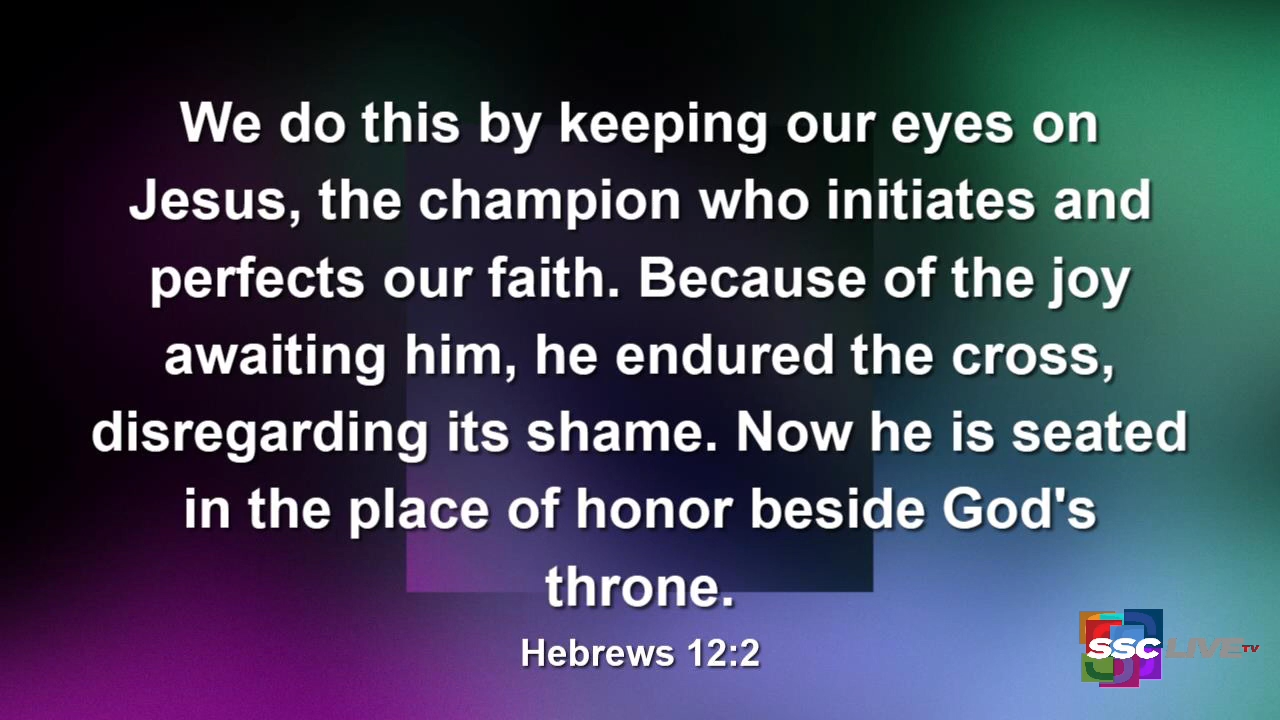 We do this by keeping our eyes on
Jesus, the champion who initiates and
perfects our faith. Because of the joy
awaiting him, he endured the cross,
disregarding its shame. Now he is seated
in the place of honor beside God's
throne.
Hebrews 12:2
SSC LIVE TV